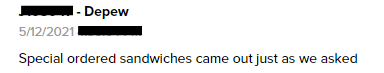 - Depew
5/12/2021
Special ordered sandwiches came out just as we asked